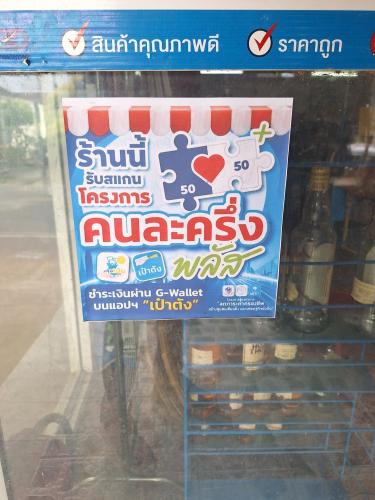 สินค้าคุณภาพดี
ราคาถูก
ร้านนี้
รับสแกน
โครงการ
50
50
คนละครึ่ง
พลัส
เป๋าตัง
ชำระเงินผ่าน G-Wallet
บนแอปฯ "เป๋าตัง"